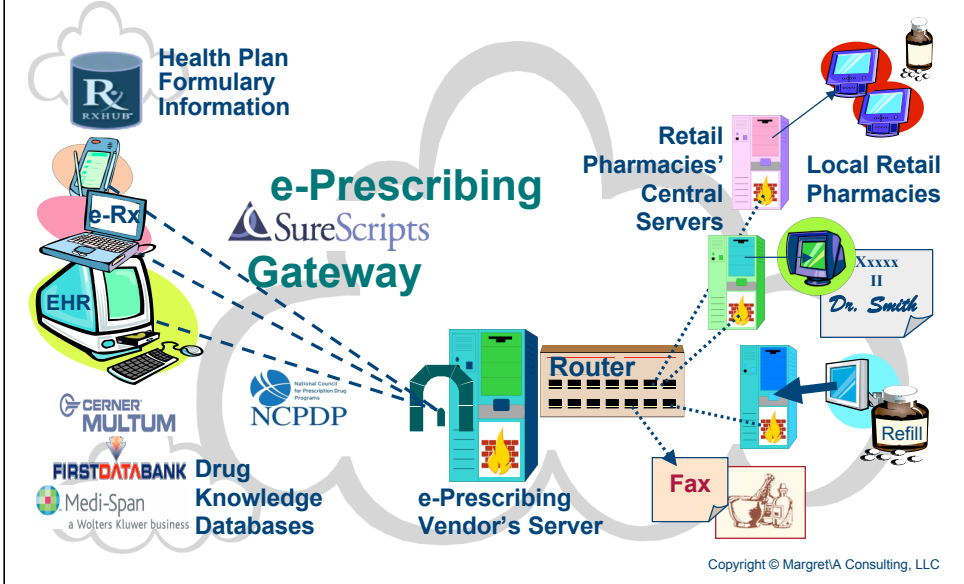 Health Plan
Formulary
Information
Rx
RXHUB
e-Prescribing
SureScripts
Gateway
Retail
Pharmacies'
Central
Servers
Local Retail
Pharmacies
e-Rx
EHR
Xxxxx
II
Dr. Smith
Router
National Council
for Prescription Drug
Programs
NCPDP
CERNER
MULTUM
FIRSTDATABANK
Medi-Span
a Wolters Kluwer business
Drug
Knowledge
Databases
e-Prescribing
Vendor's Server
Fax
Refill
Copyright © Margret\A Consulting, LLC